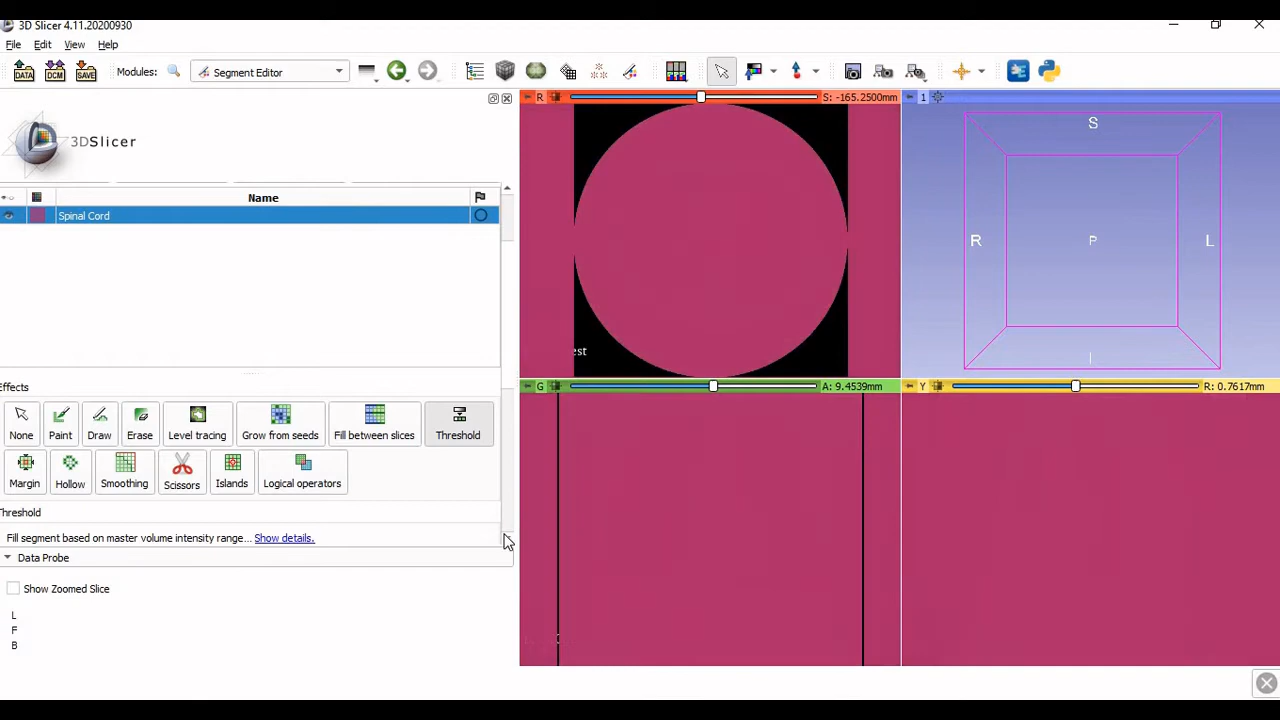 3D Slicer 4.11.20200930
File Edit View Help
DATA DCM SAVE Modules: Segment Editor
3DSlicer
R S: -165.2500mm
1
Name
Spinal Cord
S
R P L
I
est
G A: 9.4539mm
Y R: 0.7617mm
Effects
None Paint Draw Erase Level tracing Grow from seeds Fill between slices Threshold
Margin Hollow Smoothing Scissors Islands Logical operators
Threshold
Fill segment based on master volume intensity range... Show details.
Data Probe
Show Zoomed Slice
L
F
B